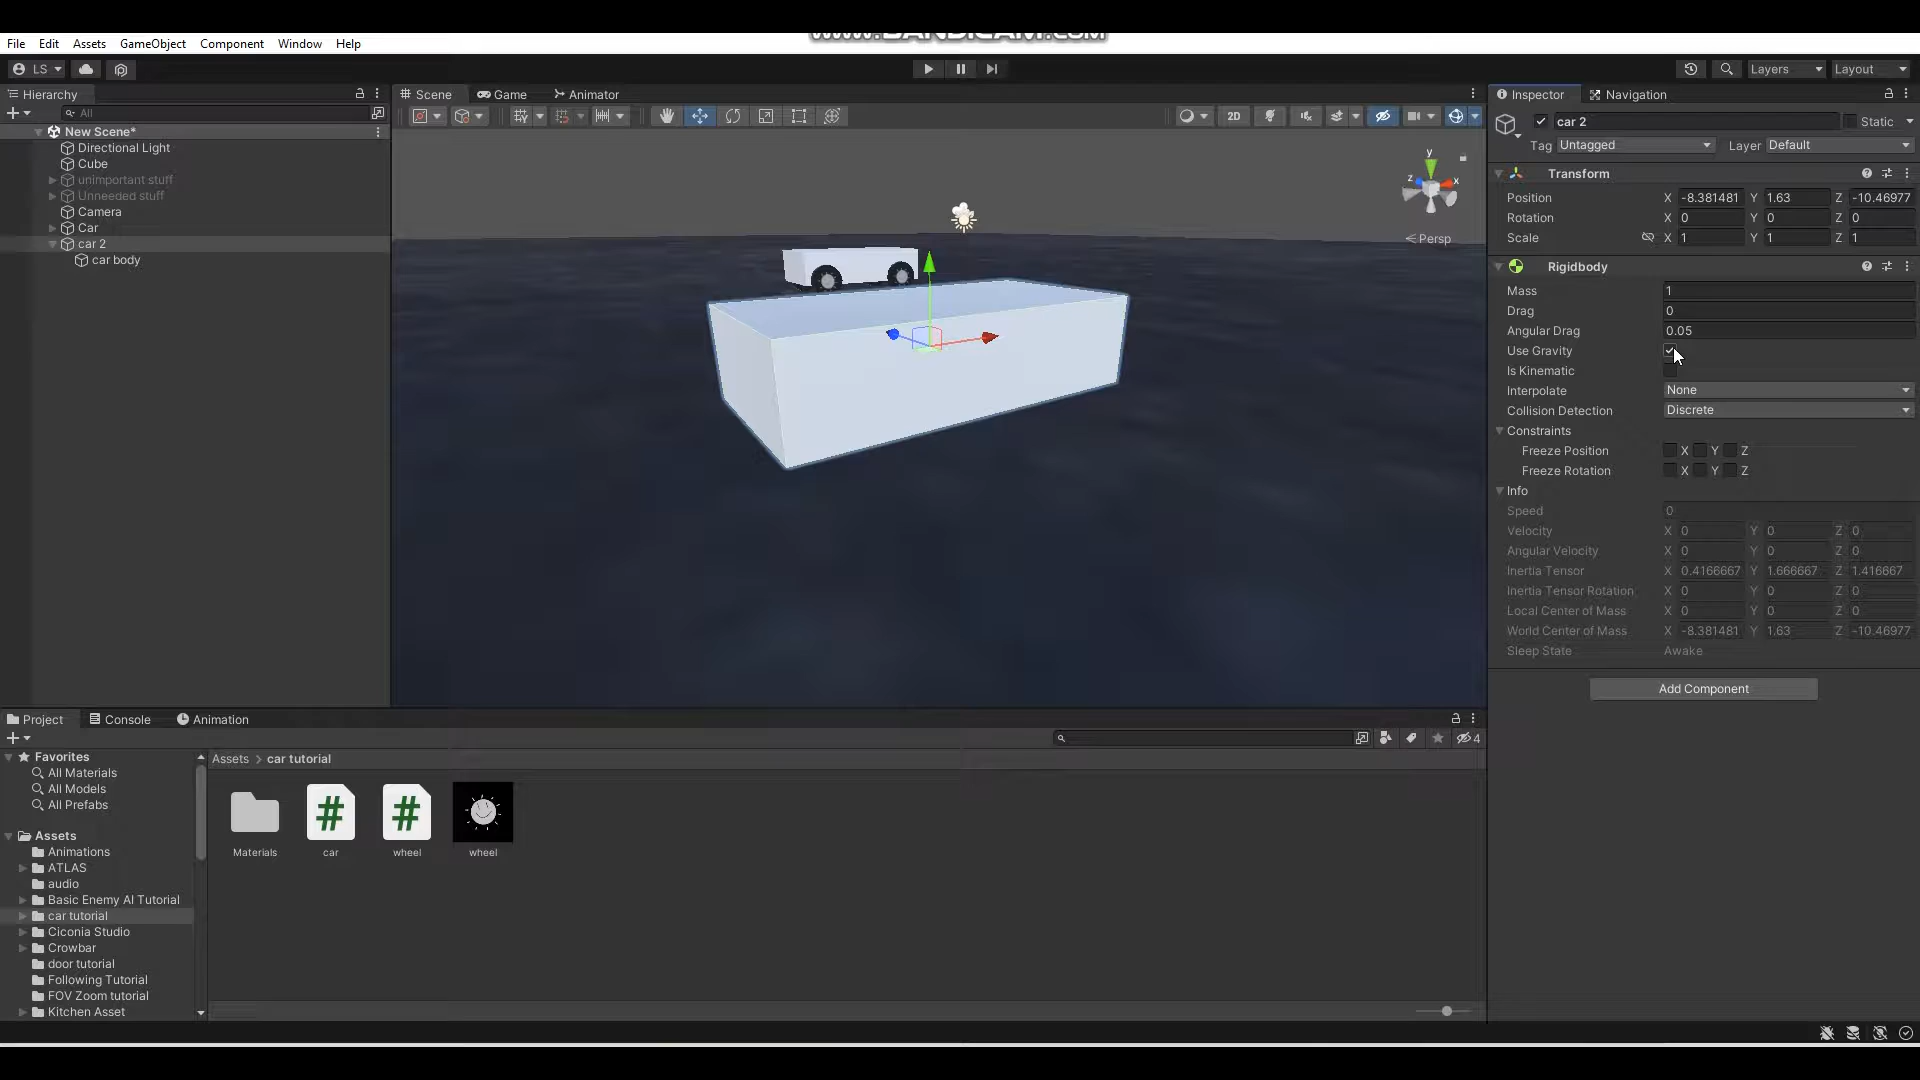 www.BANDICAM.com
File Edit Assets GameObject Component Window Help
LS Layers Layout
Hierarchy
All
New Scene*
Directional Light
Cube
unimportant stuff
Unneeded stuff
Camera
Car
car 2
car body
Scene Game Animator
2D
y
z x
Persp
Inspector Navigation
car 2 Static
Tag Untagged Layer Default
Transform
Position X -8.381481 Y 1.63 Z -10.46977
Rotation X 0 Y 0 Z 0
Scale X 1 Y 1 Z 1
Rigidbody
Mass 1
Drag 0
Angular Drag 0.05
Use Gravity
Is Kinematic
Interpolate None
Collision Detection Discrete
Constraints
Freeze Position X Y Z
Freeze Rotation X Y Z
Info
Speed 0
Velocity X 0 Y 0 Z 0
Angular Velocity X 0 Y 0 Z 0
Inertia Tensor X 0.4166667 Y 1.666667 Z 1.416667
Inertia Tensor Rotation X 0 Y 0 Z 0
Local Center of Mass X 0 Y 0 Z 0
World Center of Mass X -8.381481 Y 1.63 Z -10.46977
Sleep State Awake
Add Component
Project Console Animation
4
Favorites
All Materials
All Models
All Prefabs
Assets
Animations
ATLAS
audio
Basic Enemy AI Tutorial
car tutorial
Ciconia Studio
Crowbar
door tutorial
Following Tutorial
FOV Zoom tutorial
Kitchen Asset
Assets > car tutorial
# #
Materials car wheel wheel